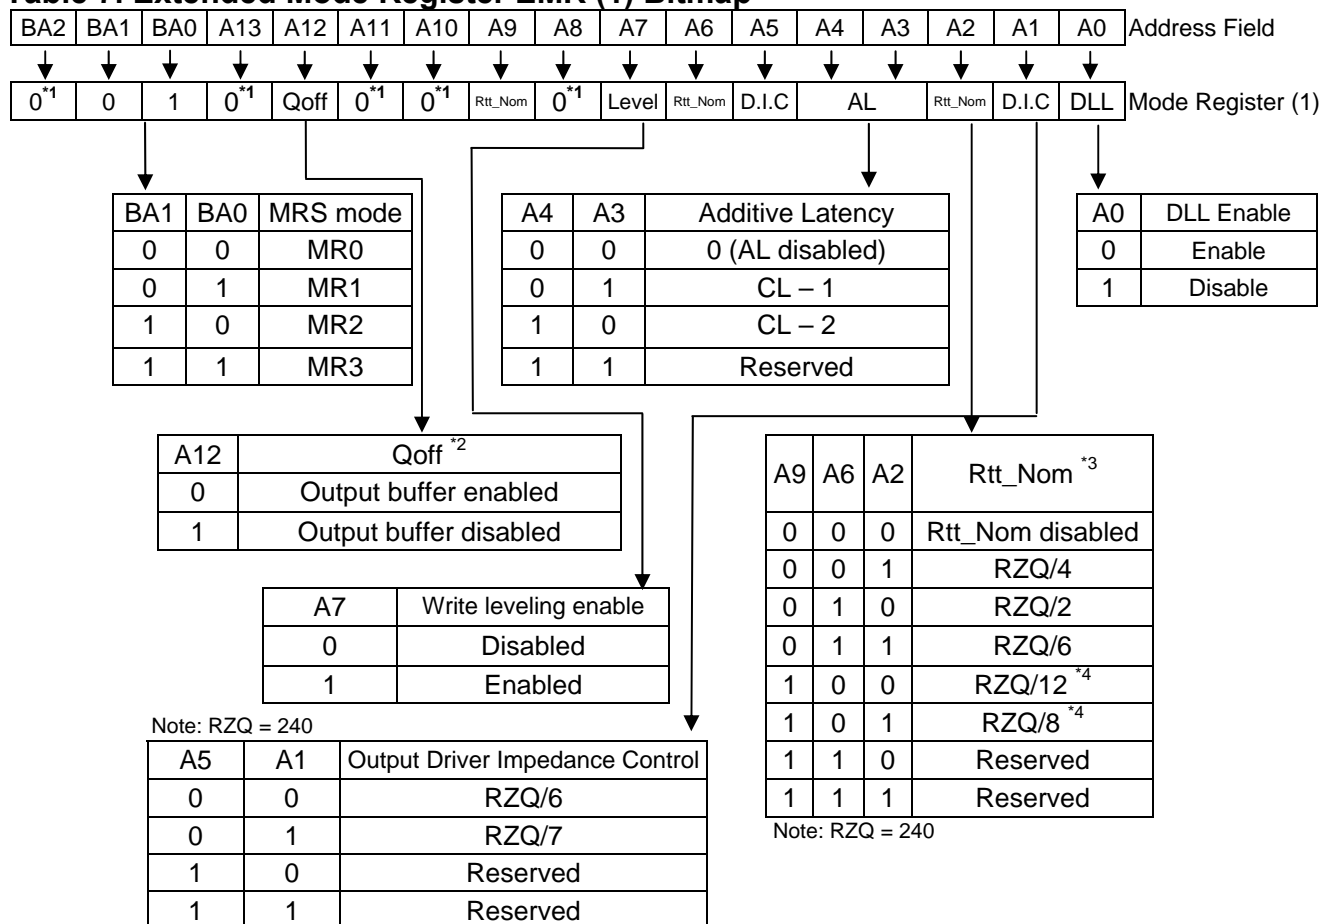 Table 7. Extended Mode Register EMR (1) Bitmap
BA2 BA1 BA0 A13 A12 A11 A10 A9 A8 A7 A6 A5 A4 A3 A2 A1 A0 Address Field
0*1 0 1 0*1 Qoff 0*1 0*1 Rtt_Nom 0*1 Level Rtt_Nom D.I.C AL Rtt_Nom D.I.C DLL Mode Register (1)
BA1 BA0 MRS mode
0 0 MR0
0 1 MR1
1 0 MR2
1 1 MR3
A4 A3 Additive Latency
0 0 0 (AL disabled)
0 1 CL – 1
1 0 CL – 2
1 1 Reserved
A0 DLL Enable
0 Enable
1 Disable
A12 Qoff *2
0 Output buffer enabled
1 Output buffer disabled
A9 A6 A2 Rtt_Nom *3
0 0 0 Rtt_Nom disabled
0 0 1 RZQ/4
0 1 0 RZQ/2
0 1 1 RZQ/6
1 0 0 RZQ/12 *4
1 0 1 RZQ/8 *4
1 1 0 Reserved
1 1 1 Reserved
Note: RZQ = 240
A7 Write leveling enable
0 Disabled
1 Enabled
Note: RZQ = 240
A5 A1 Output Driver Impedance Control
0 0 RZQ/6
0 1 RZQ/7
1 0 Reserved
1 1 Reserved